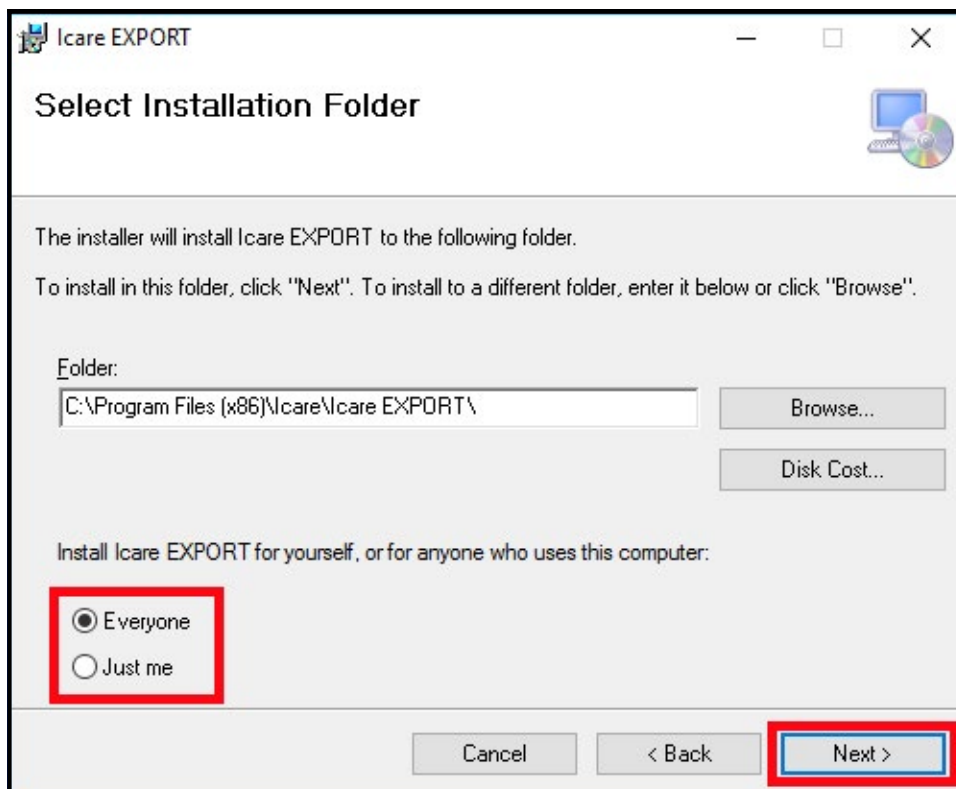 Icare EXPORT
Select Installation Folder
The installer will install Icare EXPORT to the following folder.
To install in this folder, click "Next". To install to a different folder, enter it below or click "Browse".
Folder:
C:\Program Files (x86)\Icare\Icare EXPORT\
Browse...
Disk Cost...
Install Icare EXPORT for yourself, or for anyone who uses this computer:
Everyone
Just me
Cancel
< Back
Next >